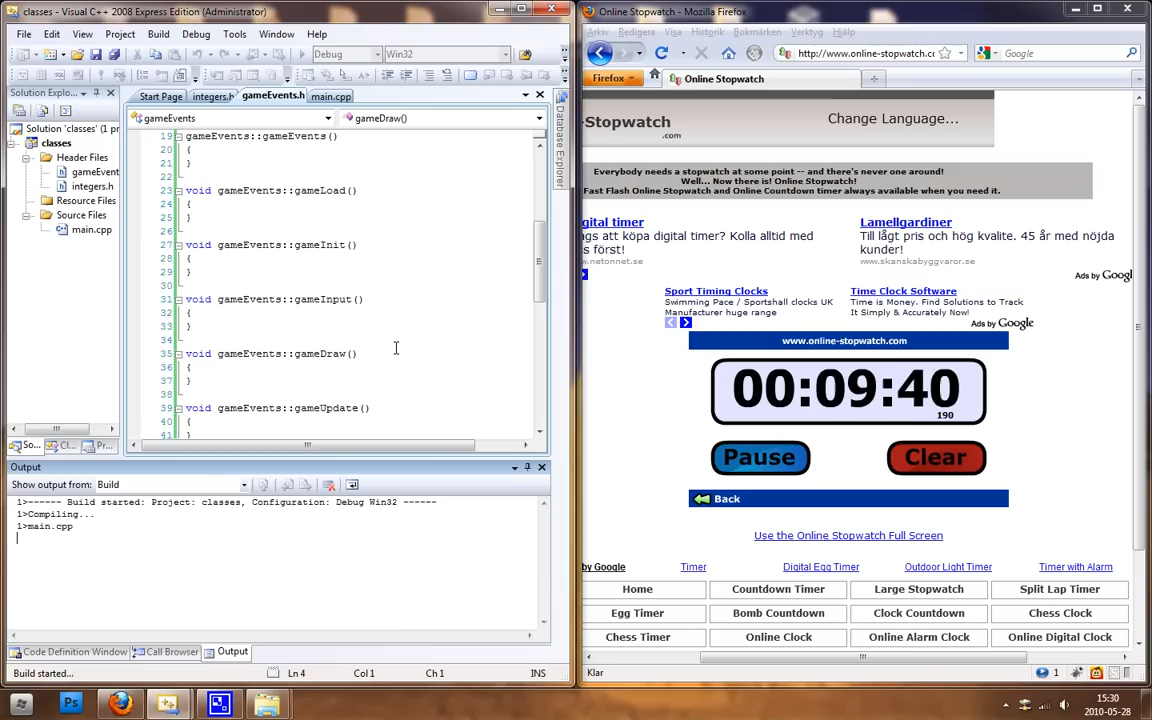 classes - Visual C++ 2008 Express Edition (Administrator)
File Edit View Project Build Debug Tools Window Help
Debug Win32
Solution Explo...
Solution 'classes' (1 pr
classes
Header Files
gameEvent
integers.h
Resource Files
Source Files
main.cpp
So... Cl... Pr...
Start Page integers.h gameEvents.h main.cpp
gameEvents gameDraw()
19 gameEvents::gameEvents()
20 {
21 }
22
23 void gameEvents::gameLoad()
24 {
25 }
26
27 void gameEvents::gameInit()
28 {
29 }
30
31 void gameEvents::gameInput()
32 {
33 }
34
35 void gameEvents::gameDraw()
36 {
37 }
38
39 void gameEvents::gameUpdate()
40 {
41 }
Database Explorer
Output
Show output from: Build
1>------ Build started: Project: classes, Configuration: Debug Win32 ------
1>Compiling...
1>main.cpp
Code Definition Window Call Browser Output
Build started... Ln 4 Col 1 Ch 1 INS
Online Stopwatch - Mozilla Firefox
Arkiv Redigera Visa Historik Bokmärken Verktyg Hjälp
http://www.online-stopwatch.cc Google
Firefox Online Stopwatch
-Stopwatch
.com
Change Language...
Everybody needs a stopwatch at some point -- and there's never one around!
Well... Now there is! Online Stopwatch!
Fast Flash Online Stopwatch and Online Countdown timer always available when you need it.
gital timer
ags att köpa digital timer? Kolla alltid med
s först!
.netonnet.se
Lamellgardiner
Till lågt pris och hög kvalite. 45 år med nöjda
kunder!
www.skanskabyggvaror.se
Ads by Googl
Sport Timing Clocks
Swimming Pace / Sportshall clocks UK
Manufacturer huge range
Time Clock Software
Time is Money. Find Solutions to Track
It Simply & Accurately Now!
Ads by Google
www.online-stopwatch.com
00:09:40
190
Pause Clear
Back
Use the Online Stopwatch Full Screen
by Google Timer Digital Egg Timer Outdoor Light Timer Timer with Alarm
Home Countdown Timer Large Stopwatch Split Lap Timer
Egg Timer Bomb Countdown Clock Countdown Chess Clock
Chess Timer Online Clock Online Alarm Clock Online Digital Clock
Klar 1
Ps
15:30
2010-05-28